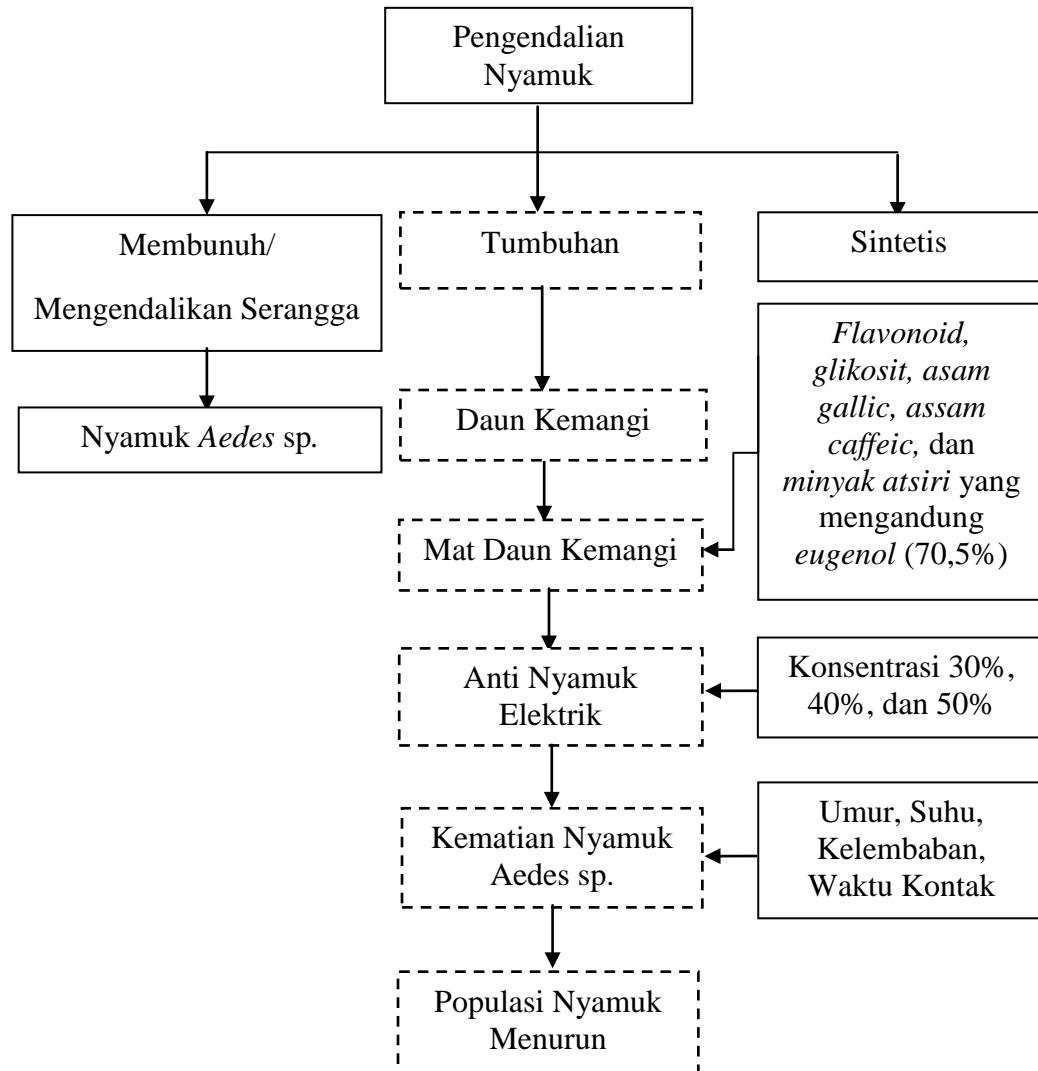 Pengendalian
Nyamuk
Membunuh/
Mengendalikan Serangga
Tumbuhan
Sintetis
Nyamuk Aedes sp.
Daun Kemangi
Flavonoid,
glikosit, asam
gallic, assam
caffeic, dan
minyak atsiri yang
mengandung
eugenol (70,5%)
Mat Daun Kemangi
Anti Nyamuk
Elektrik
Konsentrasi 30%,
40%, dan 50%
Kematian Nyamuk
Aedes sp.
Umur, Suhu,
Kelembaban,
Waktu Kontak
Populasi Nyamuk
Menurun